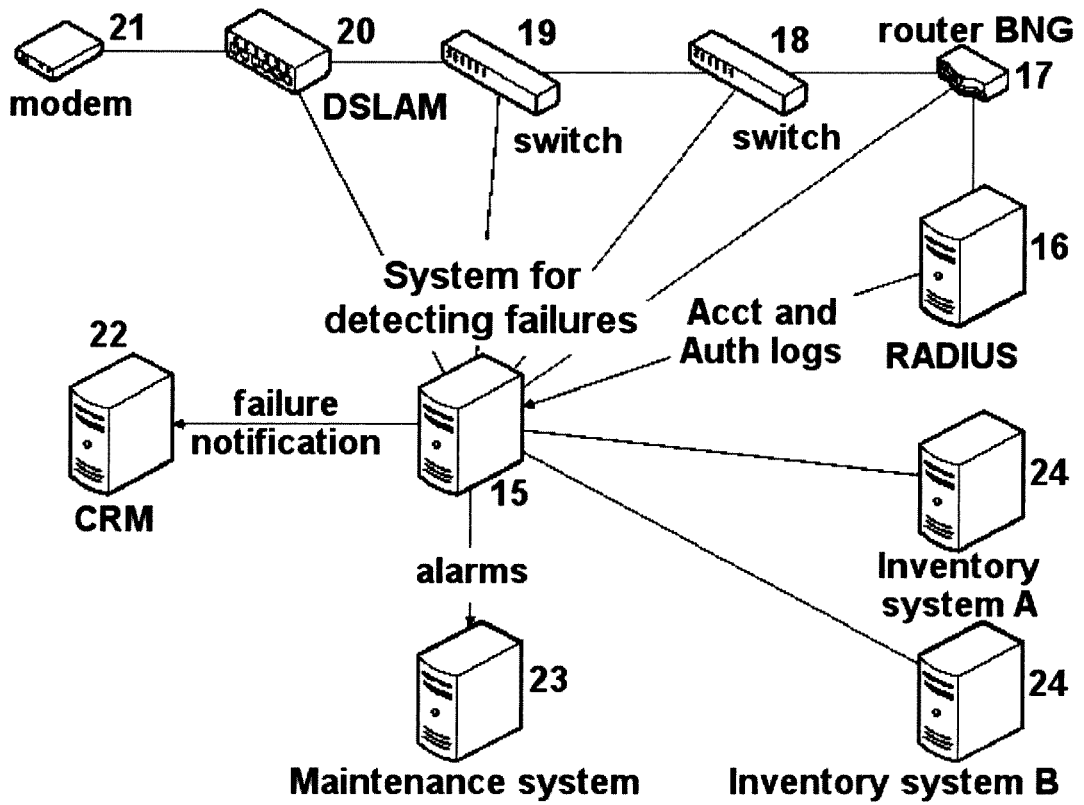 21
20
19
18
router BNG
17
modem
DSLAM
switch
switch
16
System for
detecting failures
Acct and
Auth logs
RADIUS
22
failure
notification
15
24
CRM
alarms
Inventory
system A
23
24
Maintenance system
Inventory system B